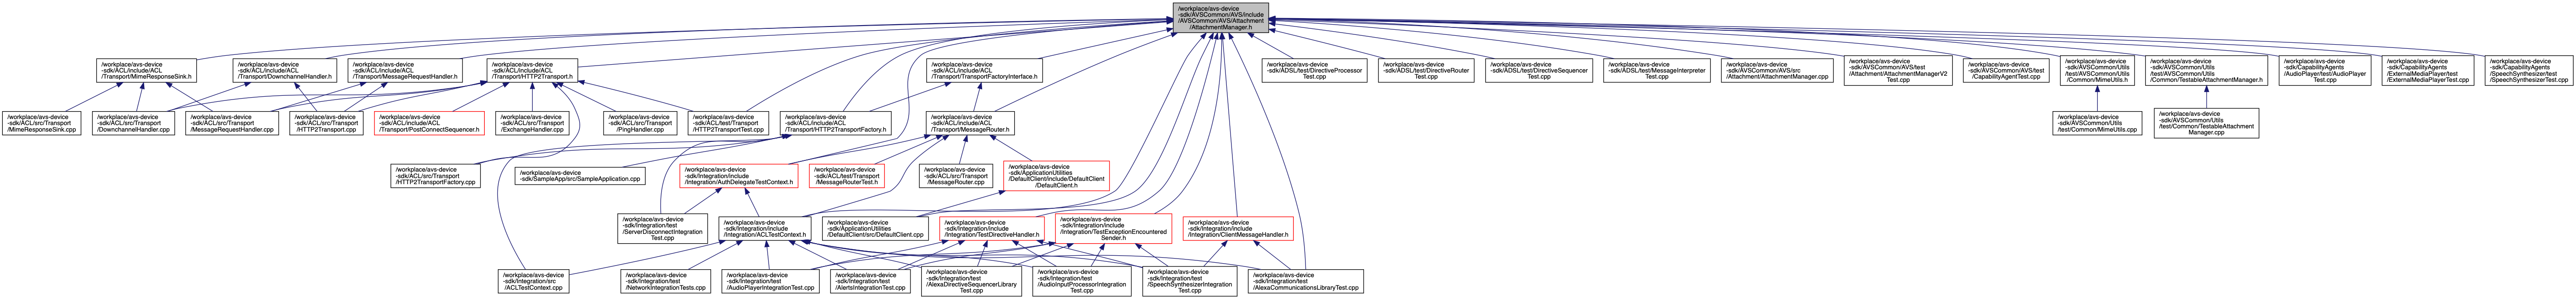 /workplace/avs-device
-sdk/AVSCommon/AVS/include
/AVSCommon/AVS/Attachment
/AttachmentManager.h
/workplace/avs-device
-sdk/ACL/include/ACL
/Transport/MimeResponseSink.h
/workplace/avs-device
-sdk/ACL/include/ACL
/Transport/DownchannelHandler.h
/workplace/avs-device
-sdk/ACL/include/ACL
/Transport/MessageRequestHandler.h
/workplace/avs-device
-sdk/ACL/include/ACL
/Transport/HTTP2Transport.h
/workplace/avs-device
-sdk/ACL/include/ACL
/Transport/TransportFactoryInterface.h
/workplace/avs-device
-sdk/ADSL/test/DirectiveProcessor
Test.cpp
/workplace/avs-device
-sdk/ADSL/test/DirectiveRouter
Test.cpp
/workplace/avs-device
-sdk/ADSL/test/DirectiveSequencer
Test.cpp
/workplace/avs-device
-sdk/ADSL/test/MessageInterpreter
Test.cpp
/workplace/avs-device
-sdk/AVSCommon/AVS/src
/Attachment/AttachmentManager.cpp
/workplace/avs-device
-sdk/AVSCommon/AVS/test
/Attachment/AttachmentManagerV2
Test.cpp
/workplace/avs-device
-sdk/AVSCommon/AVS/test
/CapabilityAgentTest.cpp
/workplace/avs-device
-sdk/AVSCommon/Utils
/test/AVSCommon/Utils
/Common/MimeUtils.h
/workplace/avs-device
-sdk/AVSCommon/Utils
/test/AVSCommon/Utils
/Common/TestableAttachmentManager.h
/workplace/avs-device
-sdk/CapabilityAgents
/AudioPlayer/test/AudioPlayer
Test.cpp
/workplace/avs-device
-sdk/CapabilityAgents
/ExternalMediaPlayer/test
/ExternalMediaPlayerTest.cpp
/workplace/avs-device
-sdk/CapabilityAgents
/SpeechSynthesizer/test
/SpeechSynthesizerTest.cpp
/workplace/avs-device
-sdk/ACL/src/Transport
/MimeResponseSink.cpp
/workplace/avs-device
-sdk/ACL/src/Transport
/DownchannelHandler.cpp
/workplace/avs-device
-sdk/ACL/src/Transport
/MessageRequestHandler.cpp
/workplace/avs-device
-sdk/ACL/src/Transport
/HTTP2Transport.cpp
/workplace/avs-device
-sdk/ACL/include/ACL
/Transport/PostConnectSequencer.h
/workplace/avs-device
-sdk/ACL/src/Transport
/ExchangeHandler.cpp
/workplace/avs-device
-sdk/ACL/src/Transport
/PingHandler.cpp
/workplace/avs-device
-sdk/ACL/test/Transport
/HTTP2TransportTest.cpp
/workplace/avs-device
-sdk/ACL/include/ACL
/Transport/HTTP2TransportFactory.h
/workplace/avs-device
-sdk/ACL/include/ACL
/Transport/MessageRouter.h
/workplace/avs-device
-sdk/AVSCommon/Utils
/test/Common/MimeUtils.cpp
/workplace/avs-device
-sdk/AVSCommon/Utils
/test/Common/TestableAttachment
Manager.cpp
/workplace/avs-device
-sdk/ACL/src/Transport
/HTTP2TransportFactory.cpp
/workplace/avs-device
-sdk/SampleApp/src/SampleApplication.cpp
/workplace/avs-device
-sdk/Integration/include
/Integration/AuthDelegateTestContext.h
/workplace/avs-device
-sdk/ACL/test/Transport
/MessageRouterTest.h
/workplace/avs-device
-sdk/ACL/src/Transport
/MessageRouter.cpp
/workplace/avs-device
-sdk/ApplicationUtilities
/DefaultClient/include/DefaultClient
/DefaultClient.h
/workplace/avs-device
-sdk/Integration/test
/ServerDisconnectIntegration
Test.cpp
/workplace/avs-device
-sdk/Integration/include
/Integration/ACLTestContext.h
/workplace/avs-device
-sdk/ApplicationUtilities
/DefaultClient/src/DefaultClient.cpp
/workplace/avs-device
-sdk/Integration/include
/Integration/TestDirectiveHandler.h
/workplace/avs-device
-sdk/Integration/include
/Integration/TestExceptionEncountered
Sender.h
/workplace/avs-device
-sdk/Integration/include
/Integration/ClientMessageHandler.h
/workplace/avs-device
-sdk/Integration/src
/ACLTestContext.cpp
/workplace/avs-device
-sdk/Integration/test
/NetworkIntegrationTests.cpp
/workplace/avs-device
-sdk/Integration/test
/AudioPlayerIntegrationTest.cpp
/workplace/avs-device
-sdk/Integration/test
/AlertsIntegrationTest.cpp
/workplace/avs-device
-sdk/Integration/test
/AlexaDirectiveSequencerLibrary
Test.cpp
/workplace/avs-device
-sdk/Integration/test
/AudioInputProcessorIntegration
Test.cpp
/workplace/avs-device
-sdk/Integration/test
/SpeechSynthesizerIntegration
Test.cpp
/workplace/avs-device
-sdk/Integration/test
/AlexaCommunicationsLibraryTest.cpp